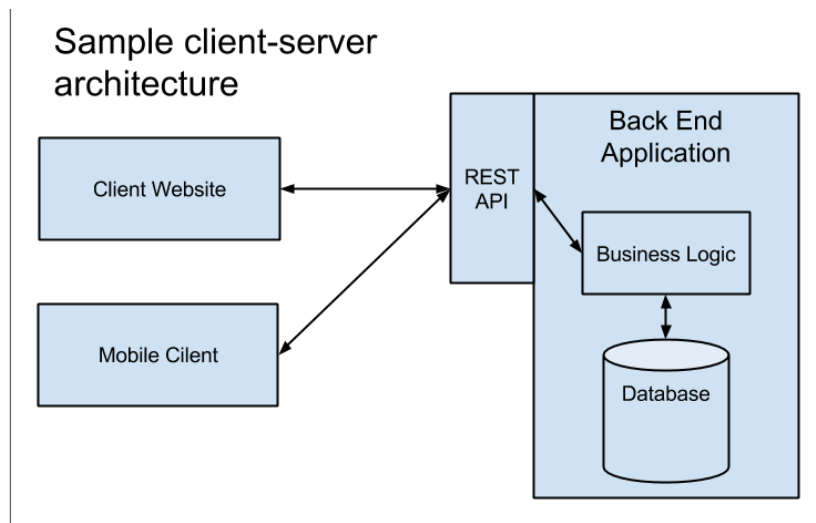 Sample client-server
architecture
Client Website
Mobile Cilent
REST
API
Back End
Application
Business Logic
Database